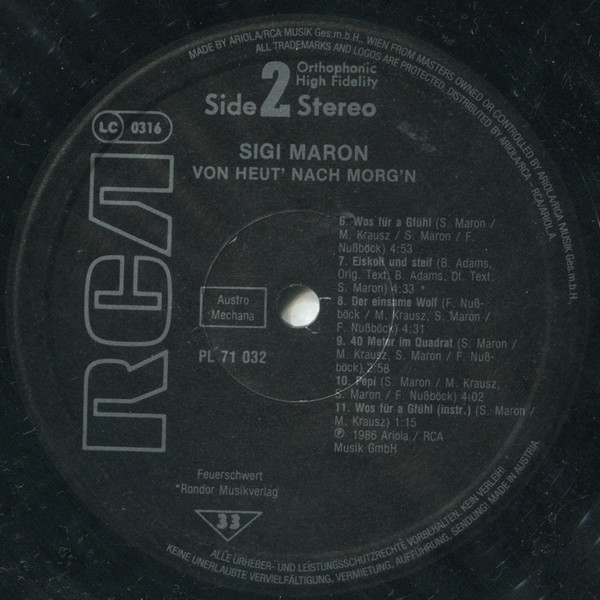 MADE BY ARIOLA/RCA MUSIK Ges.m.b.H., WIEN FROM MASTERS OWNED OR CONTROLLED BY ARIOLA/RCA MUSIK Ges.m.b.H.
ALL TRADEMARKS AND LOGOS ARE PROTECTED. DISTRIBUTED BY ARIOLA/RCA - RCA/ARIOLA
Side 2 Orthophonic
High Fidelity
Stereo
LC 0316
SIGI MARON
VON HEUT' NACH MORG'N
RCA
6. Wos für a Gfühl (S. Maron /
M. Krausz / S. Maron / F.
Nußböck) 4:53
7. Eiskolt und steif (B. Adams,
Orig. Text; B. Adams, Dt. Text,
S. Maron) 4:33 *
8. Der einsame Wolf (F. Nuß-
böck / M. Krausz, S. Maron /
F. Nußböck) 4:31
9. 40 Meter im Quadrat (S. Maron /
M. Krausz, S. Maron / F. Nuß-
böck) 2:58
10. Pepi (S. Maron / M. Krausz,
S. Maron / F. Nußböck) 4:02
11. Wos für a Gfühl (instr.) (S. Maron /
M. Krausz) 1:15
℗ 1986 Ariola / RCA
Musik GmbH
Austro
Mechana
PL 71 032
Feuerschwert
*Rondor Musikverlag
33
ALLE URHEBER- UND LEISTUNGSSCHUTZRECHTE VORBEHALTEN. KEIN VERLEIH!
KEINE UNERLAUBTE VERVIELFÄLTIGUNG, VERMIETUNG, AUFFÜHRUNG, SENDUNG! MADE IN AUSTRIA